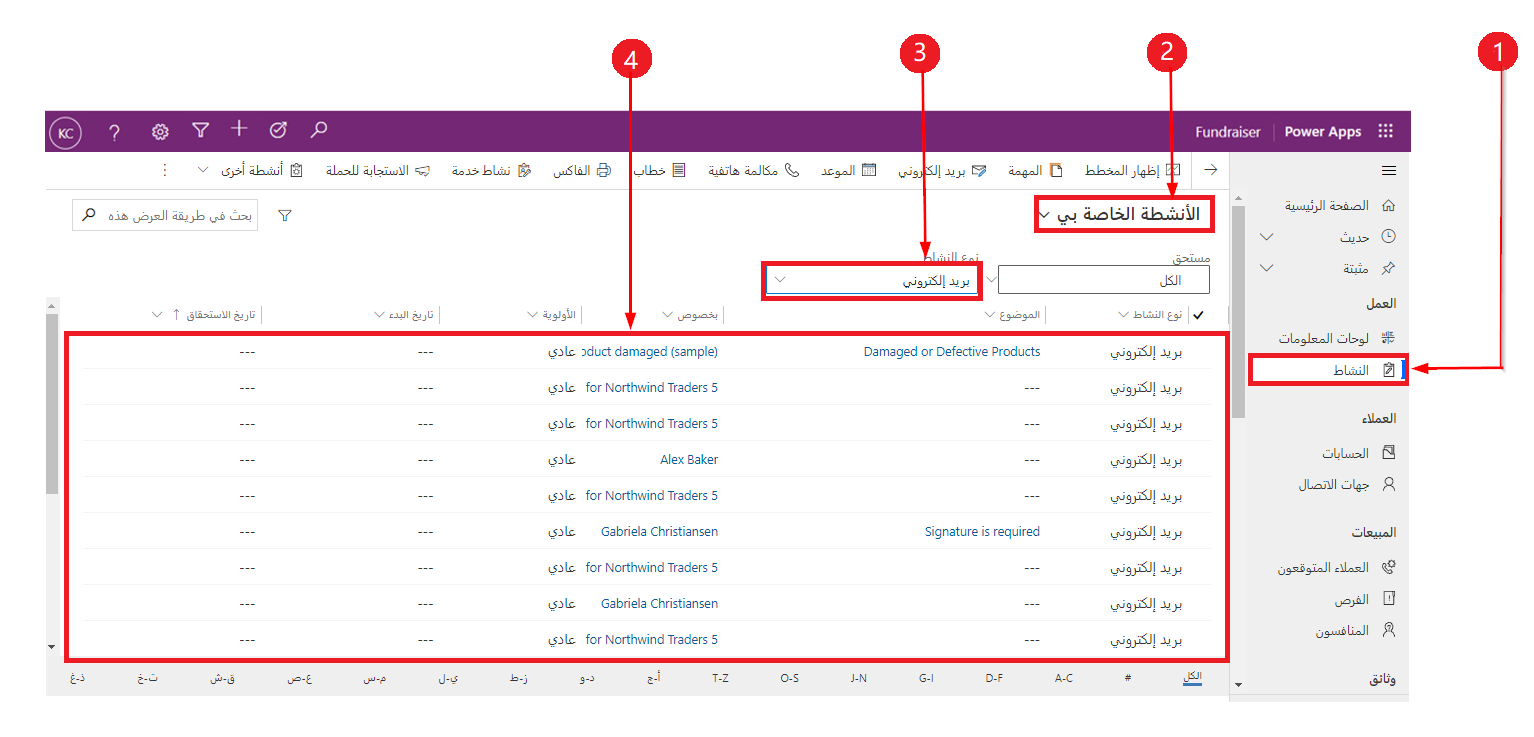 1
2
3
4
Power Apps
Fundraiser
KC
إظهار المخطط
المهمة
بريد إلكتروني
الموعد
مكالمة هاتفية
خطاب
الفاكس
نشاط خدمة
الاستجابة للحملة
أنشطة أخرى
الصفحة الرئيسية
حديث
مثبتة
العمل
لوحات المعلومات
النشاط
العملاء
الحسابات
جهات الاتصال
المبيعات
العملاء المتوقعون
الفرص
المنافسون
وثائق
الأنشطة الخاصة بي
بحث في طريقة العرض هذه
مستحق
نوع النشاط
الكل
بريد إلكتروني
نوع النشاط الموضوع بخصوص الأولوية تاريخ البدء تاريخ الاستحقاق
بريد إلكتروني Damaged or Defective Products oduct damaged (sample) عادي --- ---
بريد إلكتروني --- 5 for Northwind Traders عادي --- ---
بريد إلكتروني --- 5 for Northwind Traders عادي --- ---
بريد إلكتروني --- Alex Baker عادي --- ---
بريد إلكتروني --- 5 for Northwind Traders عادي --- ---
بريد إلكتروني Signature is required Gabriela Christiansen عادي --- ---
بريد إلكتروني --- 5 for Northwind Traders عادي --- ---
بريد إلكتروني --- Gabriela Christiansen عادي --- ---
بريد إلكتروني --- 5 for Northwind Traders عادي --- ---
الكل # A-C D-F G-I J-N O-S T-Z أ-ج د-و ز-ط ي-ل م-س ع-ص ق-ش ت-خ ذ-غ